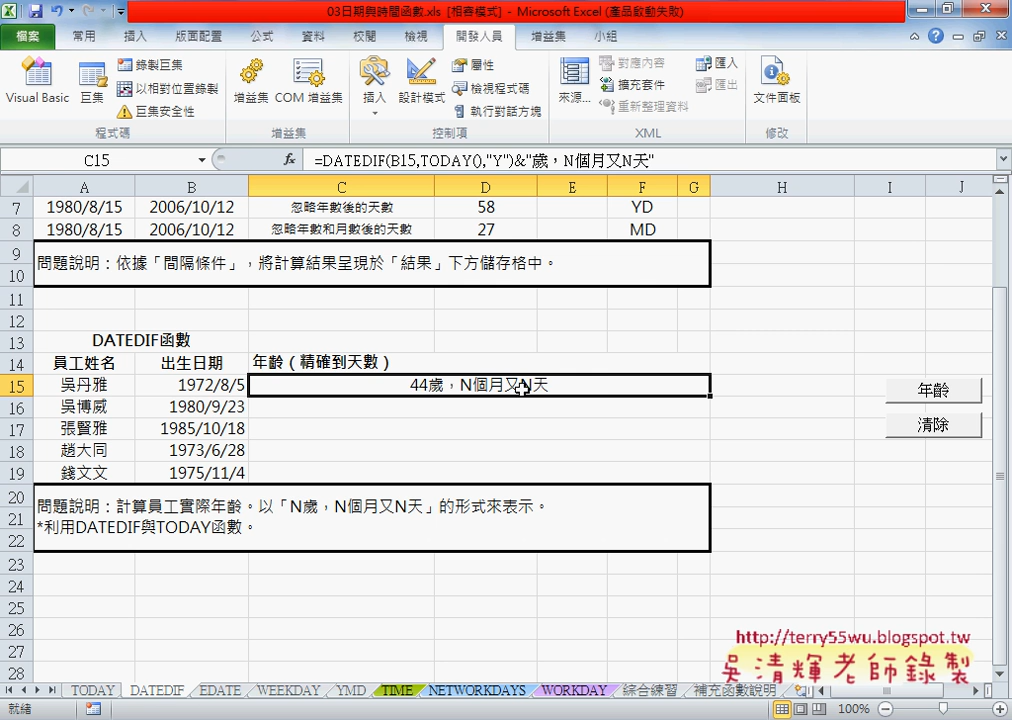 03日期與時間函數.xls [相容模式] - Microsoft Excel (產品啟動失敗)
檔案 常用 插入 版面配置 公式 資料 校閱 檢視 開發人員 增益集 小組
Visual Basic 巨集 錄製巨集 以相對位置錄製 巨集安全性 程式碼
增益集 COM 增益集 增益集
插入 設計模式 屬性 檢視程式碼 執行對話方塊 控制項
來源... 對應內容 擴充套件 重新整理資料 匯入 匯出 XML
文件面板 修改
C15 fx =DATEDIF(B15,TODAY(),"Y")&"歲，N個月又N天"
A B C D E F G H I J
7 1980/8/15 2006/10/12 忽略年數後的天數 58 YD
8 1980/8/15 2006/10/12 忽略年數和月數後的天數 27 MD
9 問題說明：依據「間隔條件」，將計算結果呈現於「結果」下方儲存格中。
10
11
12
13 DATEDIF函數
14 員工姓名 出生日期 年齡（精確到天數）
15 吳丹雅 1972/8/5 44歲，N個月又N天 年齡
16 吳博威 1980/9/23
17 張賢雅 1985/10/18 清除
18 趙大同 1973/6/28
19 錢文文 1975/11/4
20 問題說明：計算員工實際年齡。以「N歲，N個月又N天」的形式來表示。
21 *利用DATEDIF與TODAY函數。
22
23
24
25
26
27
28
http://terry55wu.blogspot.tw
吳清輝老師錄製
TODAY DATEDIF EDATE WEEKDAY YMD TIME NETWORKDAYS WORKDAY 綜合練習 補充函數說明
就緒 100%